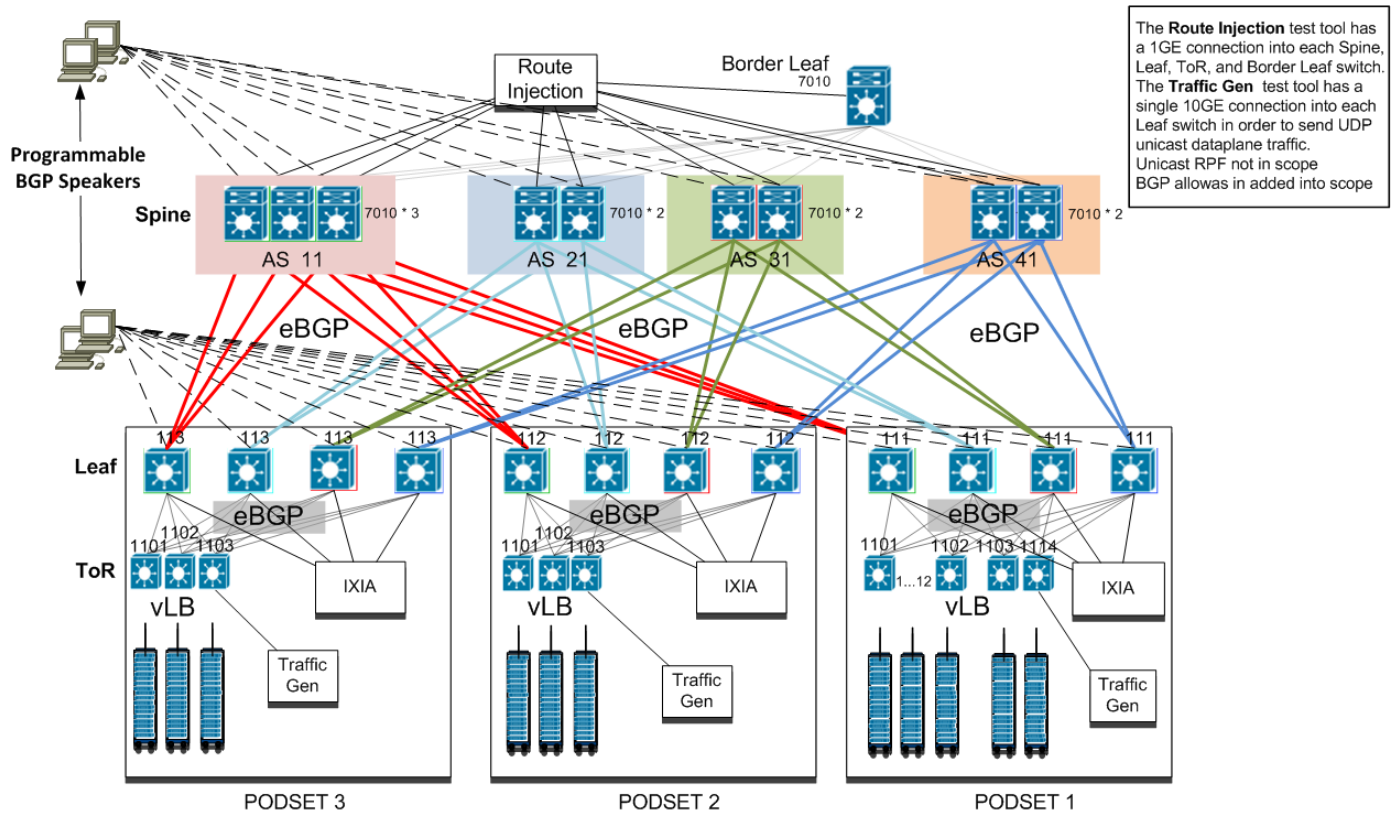 The Route Injection test tool has
a 1GE connection into each Spine,
Leaf, ToR, and Border Leaf switch.
The Traffic Gen test tool has a
single 10GE connection into each
Leaf switch in order to send UDP
unicast dataplane traffic.
Unicast RPF not in scope
BGP allowas in added into scope
Route
Injection
Border Leaf
7010
Programmable
BGP Speakers
Spine
7010 * 3
7010 * 2
7010 * 2
7010 * 2
AS 11
AS 21
AS 31
AS 41
eBGP
eBGP
eBGP
Leaf
113
113
113
113
112
112
112
112
111
111
111
111
eBGP
eBGP
eBGP
ToR
1101
1102
1103
1101
1102
1103
1101
1102
1103
1114
1...12
IXIA
IXIA
IXIA
vLB
vLB
vLB
Traffic
Gen
Traffic
Gen
Traffic
Gen
PODSET 3
PODSET 2
PODSET 1